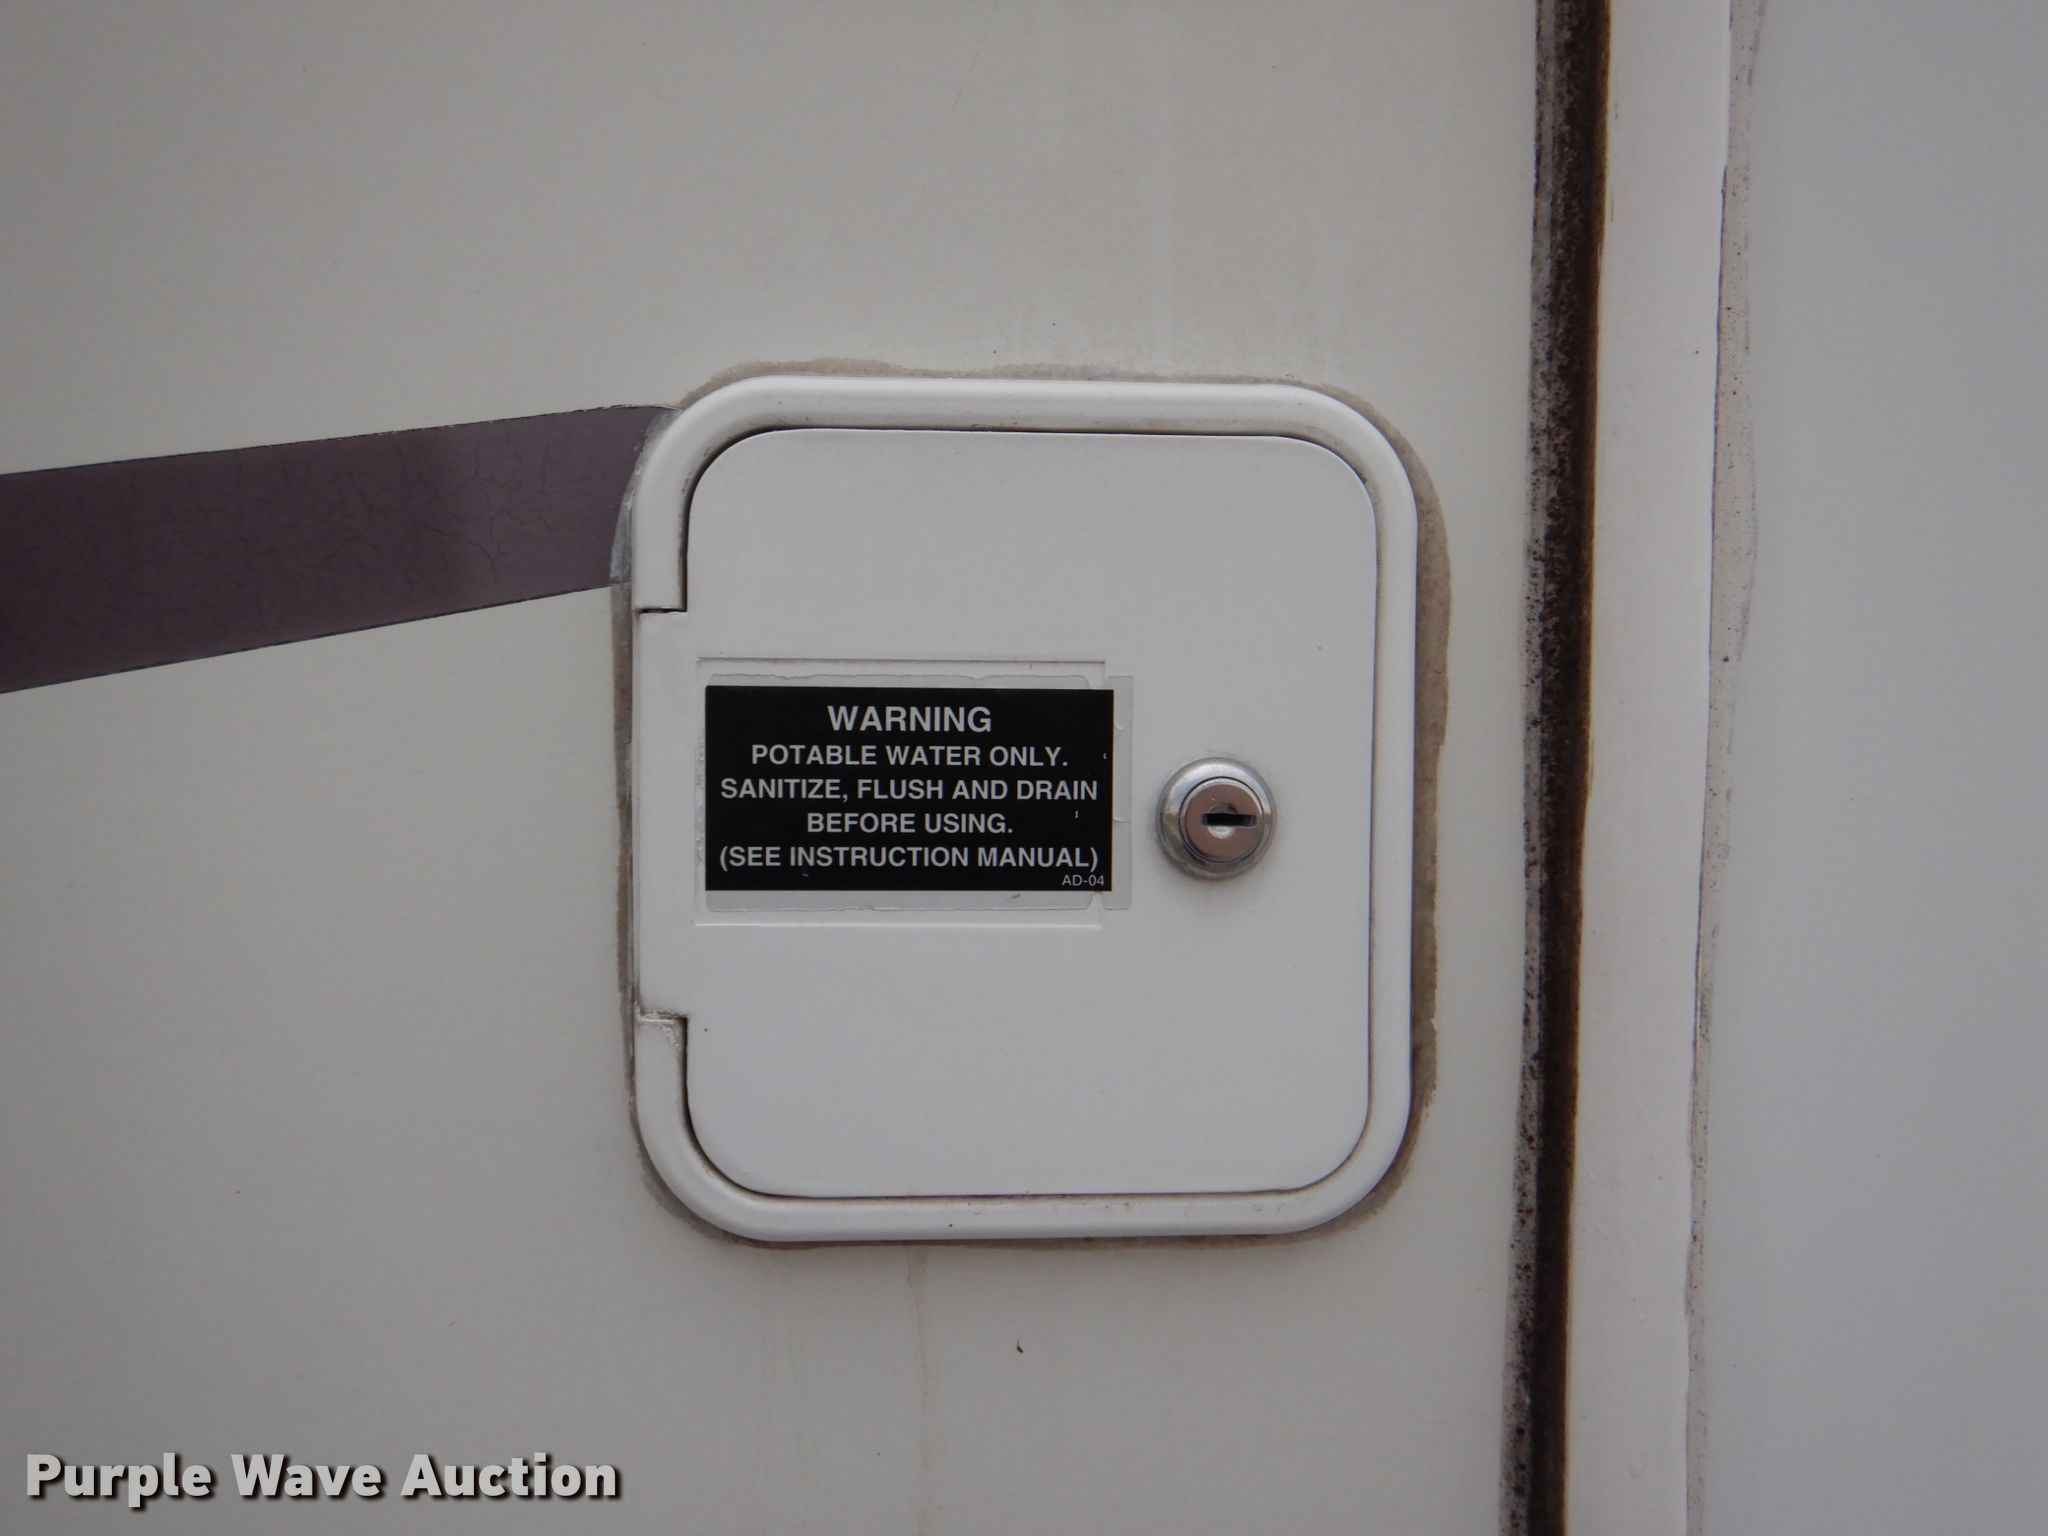 WARNING
POTABLE WATER ONLY.
SANITIZE, FLUSH AND DRAIN
BEFORE USING.
(SEE INSTRUCTION MANUAL)
AD-04
Purple Wave Auction